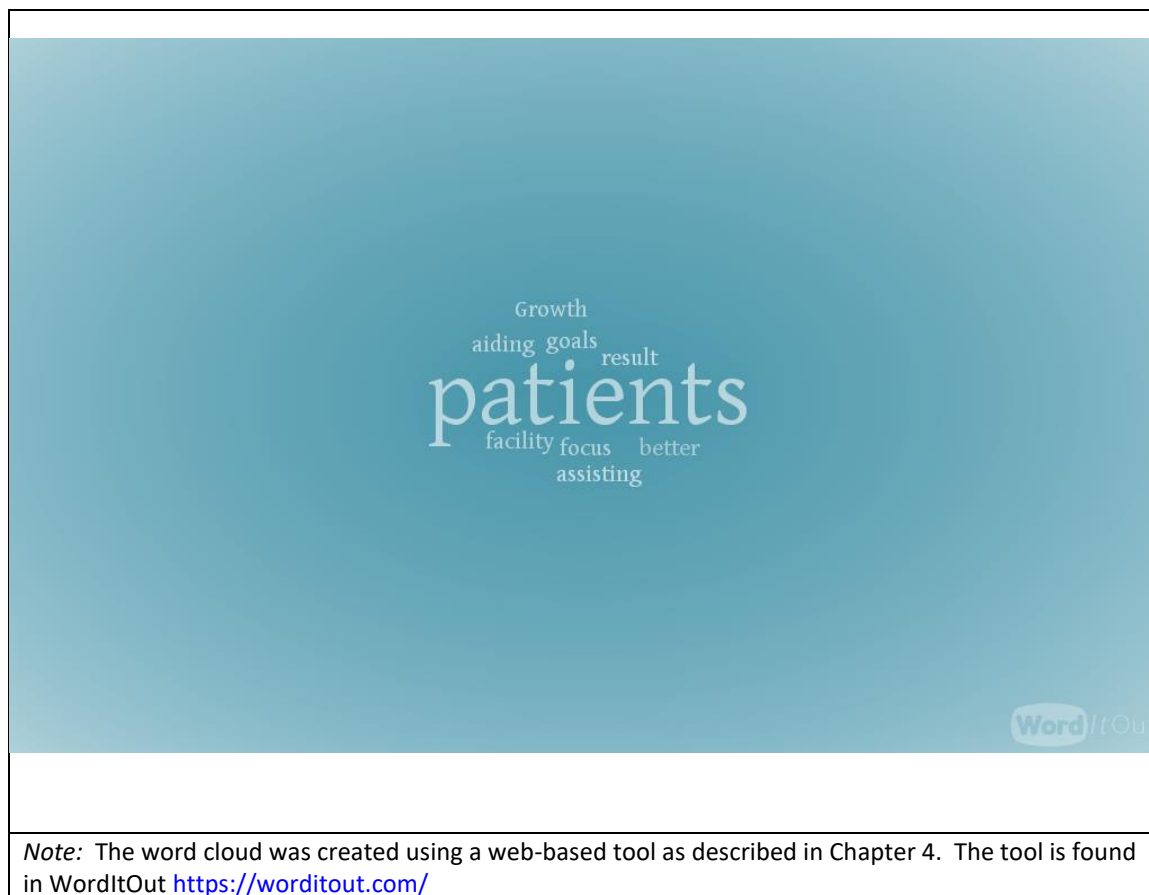 Growth
aiding goals
result
patients
facility focus better
assisting
WordItOu
Note: The word cloud was created using a web-based tool as described in Chapter 4. The tool is found
in WordItOut https://worditout.com/